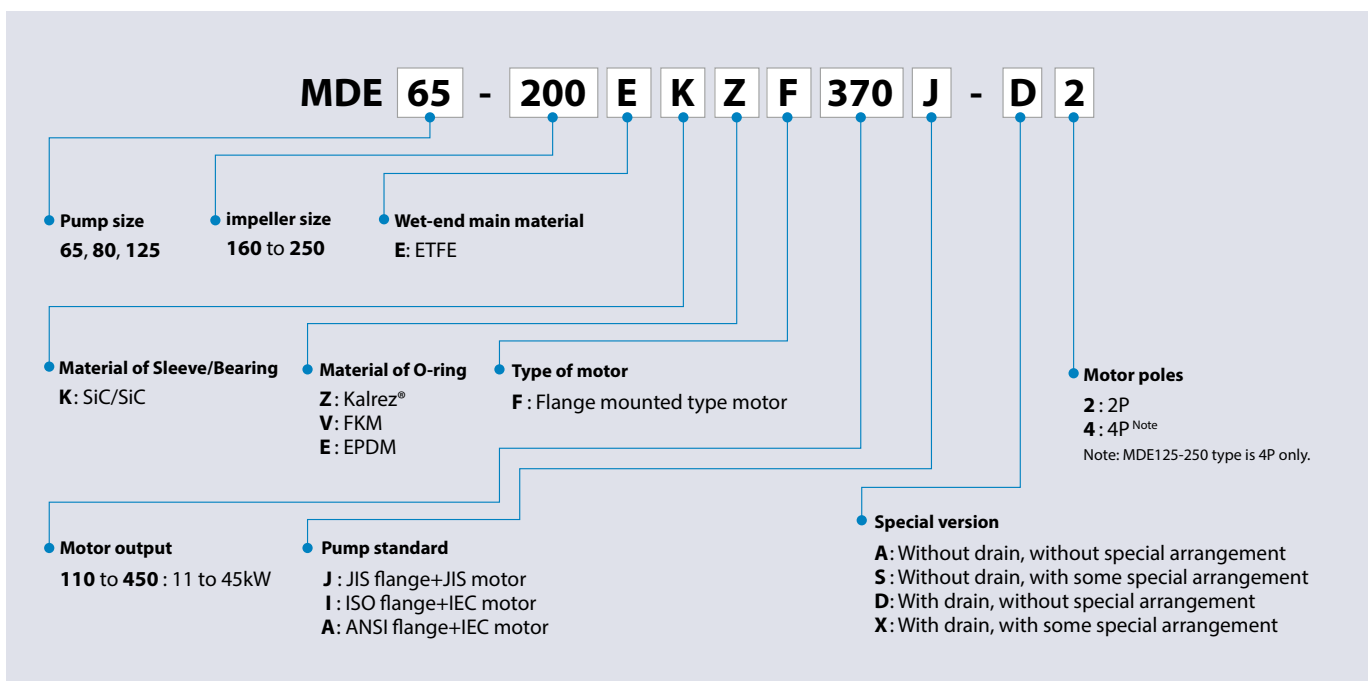 MDE 65 - 200 E K Z F 370 J - D 2
Pump size
65, 80, 125
impeller size
160 to 250
Wet-end main material
E: ETFE
Material of Sleeve/Bearing
K: SiC/SiC
Material of O-ring
Z: Kalrez®
V: FKM
E: EPDM
Type of motor
F: Flange mounted type motor
Motor poles
2: 2P
4: 4P Note
Note: MDE125-250 type is 4P only.
Motor output
110 to 450: 11 to 45kW
Pump standard
J: JIS flange+JIS motor
I: ISO flange+IEC motor
A: ANSI flange+IEC motor
Special version
A: Without drain, without special arrangement
S: Without drain, with some special arrangement
D: With drain, without special arrangement
X: With drain, with some special arrangement